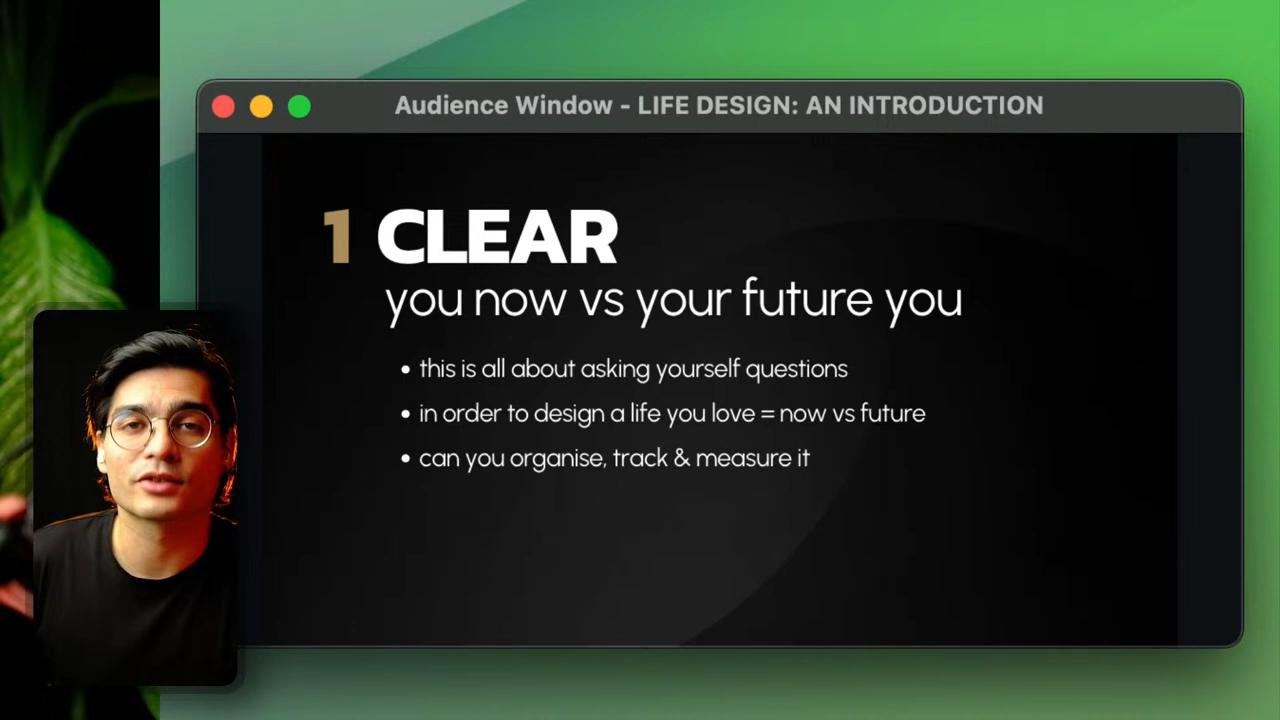 Audience Window - LIFE DESIGN: AN INTRODUCTION
1 CLEAR
you now vs your future you
• this is all about asking yourself questions
• in order to design a life you love = now vs future
• can you organise, track & measure it